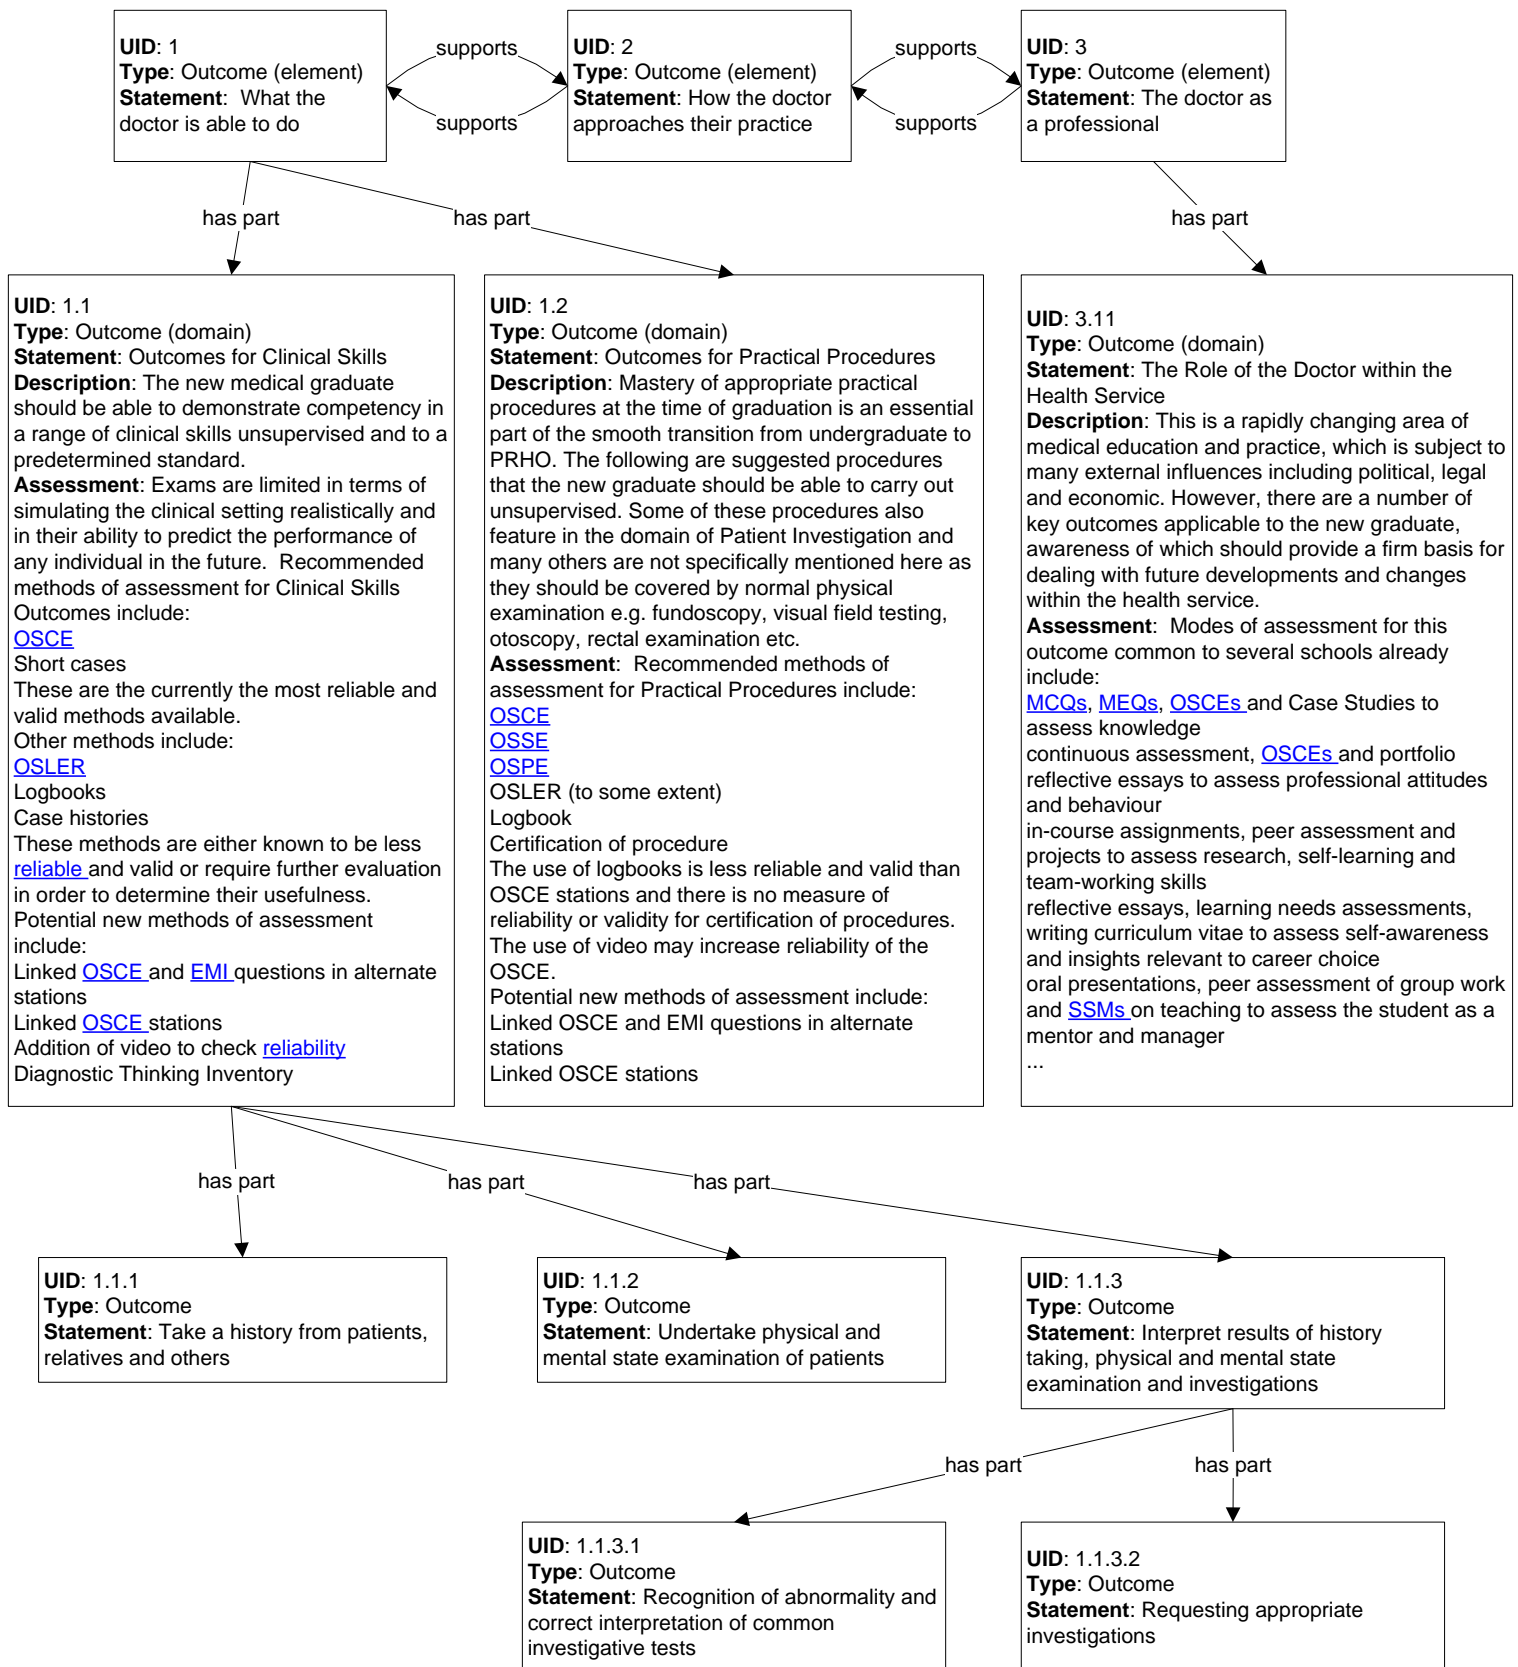 UID: 1
Type: Outcome (element)
Statement:  What the
doctor is able to do
supports
supports
UID: 2
Type: Outcome (element)
Statement: How the doctor
approaches their practice
supports
supports
UID: 3
Type: Outcome (element)
Statement: The doctor as
a professional
has part
has part
has part
UID: 1.1
Type: Outcome (domain)
Statement: Outcomes for Clinical Skills
Description: The new medical graduate
should be able to demonstrate competency in
a range of clinical skills unsupervised and to a
predetermined standard.
Assessment: Exams are limited in terms of
simulating the clinical setting realistically and
in their ability to predict the performance of
any individual in the future.  Recommended
methods of assessment for Clinical Skills
Outcomes include:
OSCE
Short cases
These are the currently the most reliable and
valid methods available.
Other methods include:
OSLER
Logbooks
Case histories
These methods are either known to be less
reliable and valid or require further evaluation
in order to determine their usefulness.
Potential new methods of assessment
include:
Linked OSCE and EMI questions in alternate
stations
Linked OSCE stations
Addition of video to check reliability
Diagnostic Thinking Inventory
UID: 1.2
Type: Outcome (domain)
Statement: Outcomes for Practical Procedures
Description: Mastery of appropriate practical
procedures at the time of graduation is an essential
part of the smooth transition from undergraduate to
PRHO. The following are suggested procedures
that the new graduate should be able to carry out
unsupervised. Some of these procedures also
feature in the domain of Patient Investigation and
many others are not specifically mentioned here as
they should be covered by normal physical
examination e.g. fundoscopy, visual field testing,
otoscopy, rectal examination etc.
Assessment:  Recommended methods of
assessment for Practical Procedures include:
OSCE
OSSE
OSPE
OSLER (to some extent)
Logbook
Certification of procedure
The use of logbooks is less reliable and valid than
OSCE stations and there is no measure of
reliability or validity for certification of procedures.
The use of video may increase reliability of the
OSCE.
Potential new methods of assessment include:
Linked OSCE and EMI questions in alternate
stations
Linked OSCE stations
UID: 3.11
Type: Outcome (domain)
Statement: The Role of the Doctor within the
Health Service
Description: This is a rapidly changing area of
medical education and practice, which is subject to
many external influences including political, legal
and economic. However, there are a number of
key outcomes applicable to the new graduate,
awareness of which should provide a firm basis for
dealing with future developments and changes
within the health service.
Assessment:  Modes of assessment for this
outcome common to several schools already
include:
MCQs, MEQs, OSCEs and Case Studies to
assess knowledge
continuous assessment, OSCEs and portfolio
reflective essays to assess professional attitudes
and behaviour
in-course assignments, peer assessment and
projects to assess research, self-learning and
team-working skills
reflective essays, learning needs assessments,
writing curriculum vitae to assess self-awareness
and insights relevant to career choice
oral presentations, peer assessment of group work
and SSMs on teaching to assess the student as a
mentor and manager
...
has part
has part
has part
UID: 1.1.1
Type: Outcome
Statement: Take a history from patients,
relatives and others
UID: 1.1.2
Type: Outcome
Statement: Undertake physical and
mental state examination of patients
UID: 1.1.3
Type: Outcome
Statement: Interpret results of history
taking, physical and mental state
examination and investigations
has part
has part
UID: 1.1.3.1
Type: Outcome
Statement: Recognition of abnormality and
correct interpretation of common
investigative tests
UID: 1.1.3.2
Type: Outcome
Statement: Requesting appropriate
investigations